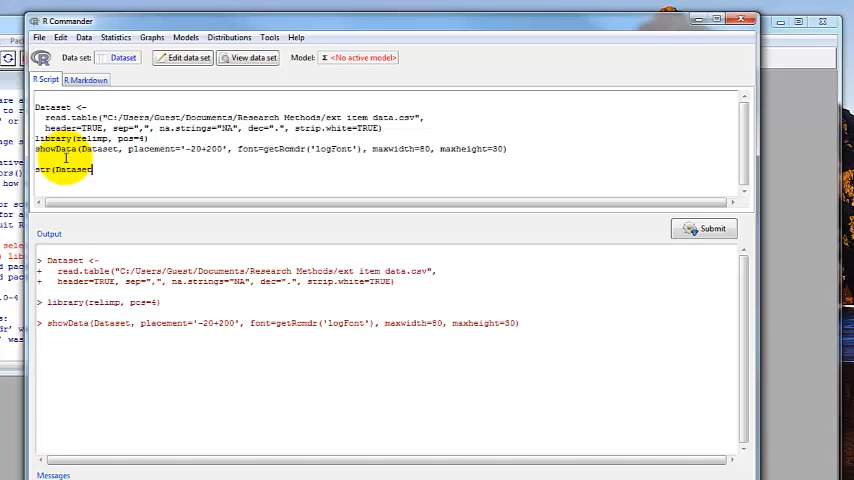 R Commander
File Edit Data Statistics Graphs Models Distributions Tools Help
Data set: Dataset Edit data set View data set Model: Σ <No active model>
R Script R Markdown
Dataset <-
read.table("C:/Users/Guest/Documents/Research Methods/ext item data.csv",
header=TRUE, sep=",", na.strings="NA", dec=".", strip.white=TRUE)
library(relimp, pos=4)
showData(Dataset, placement='-20+200', font=getRcmdr('logFont'), maxwidth=80, maxheight=30)
str(Dataset
Submit
Output
> Dataset <-
+ read.table("C:/Users/Guest/Documents/Research Methods/ext item data.csv",
+ header=TRUE, sep=",", na.strings="NA", dec=".", strip.white=TRUE)
> library(relimp, pos=4)
> showData(Dataset, placement='-20+200', font=getRcmdr('logFont'), maxwidth=80, maxheight=30)
Messages